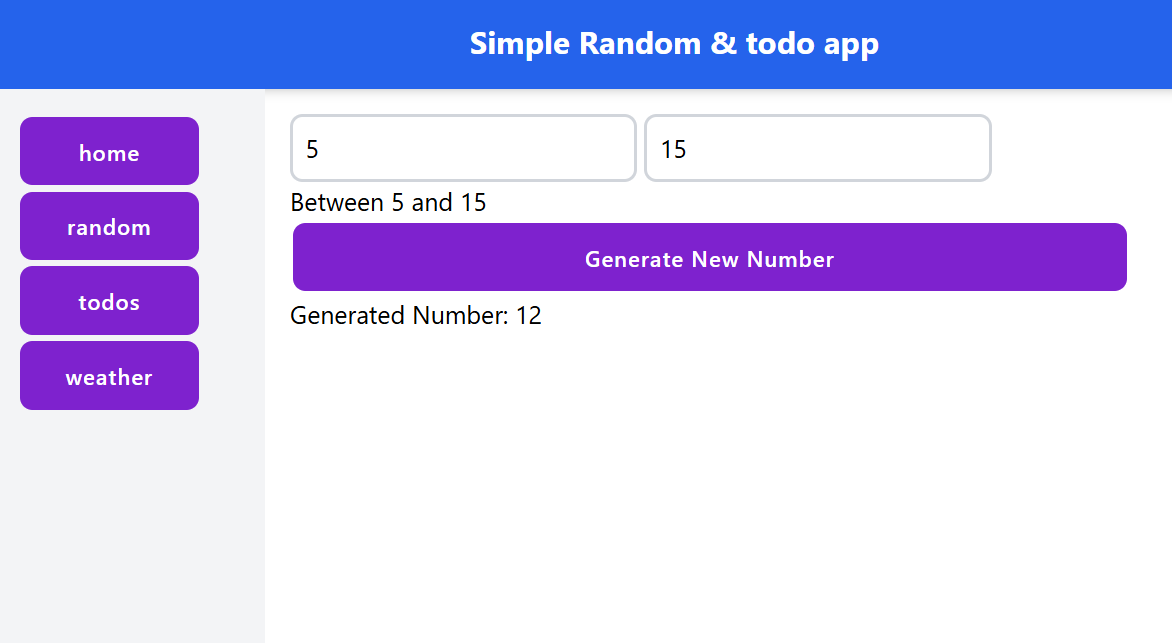 Simple Random & todo app
home
random
todos
weather
5
15
Between 5 and 15
Generate New Number
Generated Number: 12